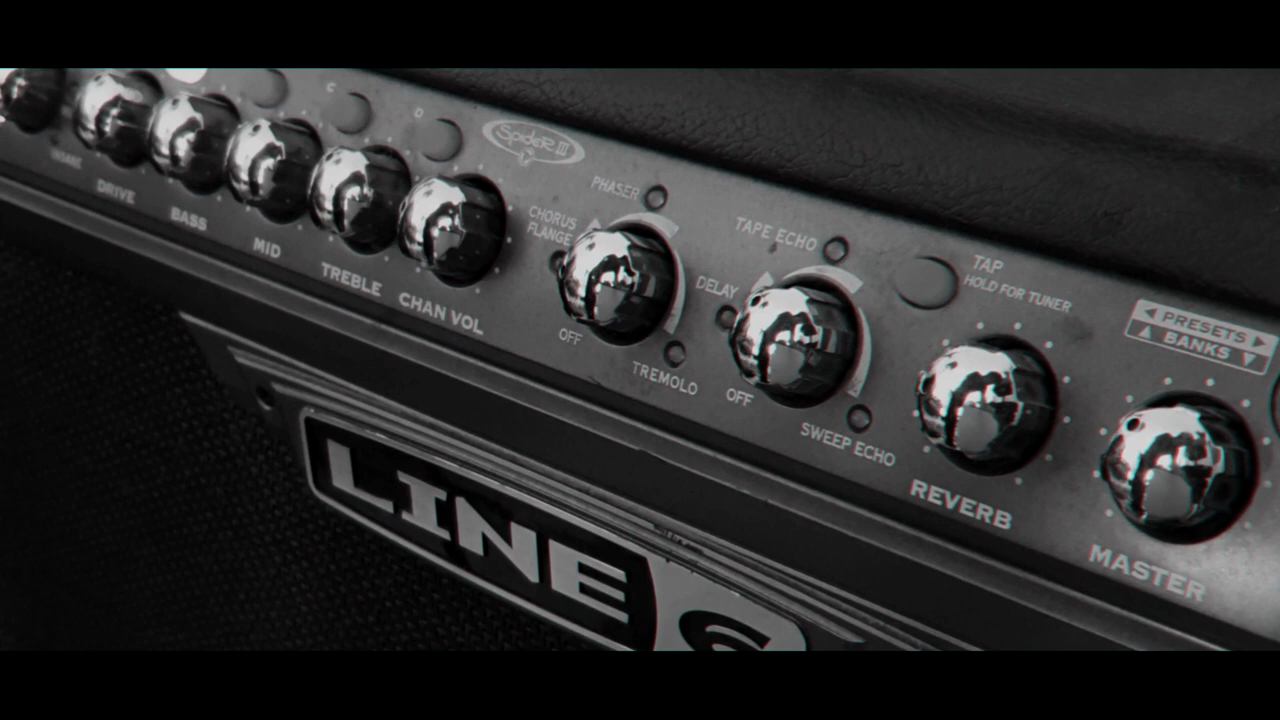 INSANE
DRIVE
BASS
MID
TREBLE
CHAN VOL
C
D
SpideR III
PHASER
CHORUS
FLANGE
OFF
TREMOLO
TAPE ECHO
DELAY
OFF
SWEEP ECHO
TAP
HOLD FOR TUNER
REVERB
PRESETS
BANKS
MASTER
LINE 6